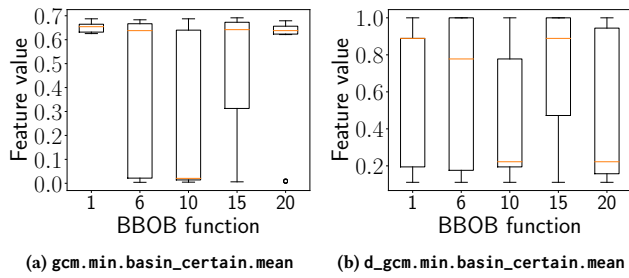 0.7
0.6
0.5
0.4
0.3
0.2
0.1
0.0
Feature value
1 6 10 15 20
BBOB function
(a) gcm.min.basin_certain.mean
1.0
0.8
0.6
0.4
0.2
Feature value
1 6 10 15 20
BBOB function
(b) d_gcm.min.basin_certain.mean